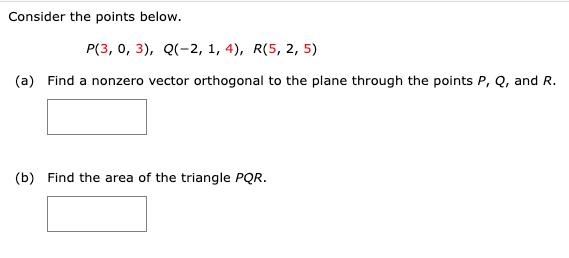 Consider the points below.
P(3, 0, 3), Q(−2, 1, 4), R(5, 2, 5)
(a) Find a nonzero vector orthogonal to the plane through the points P, Q, and R.
(b) Find the area of the triangle PQR.